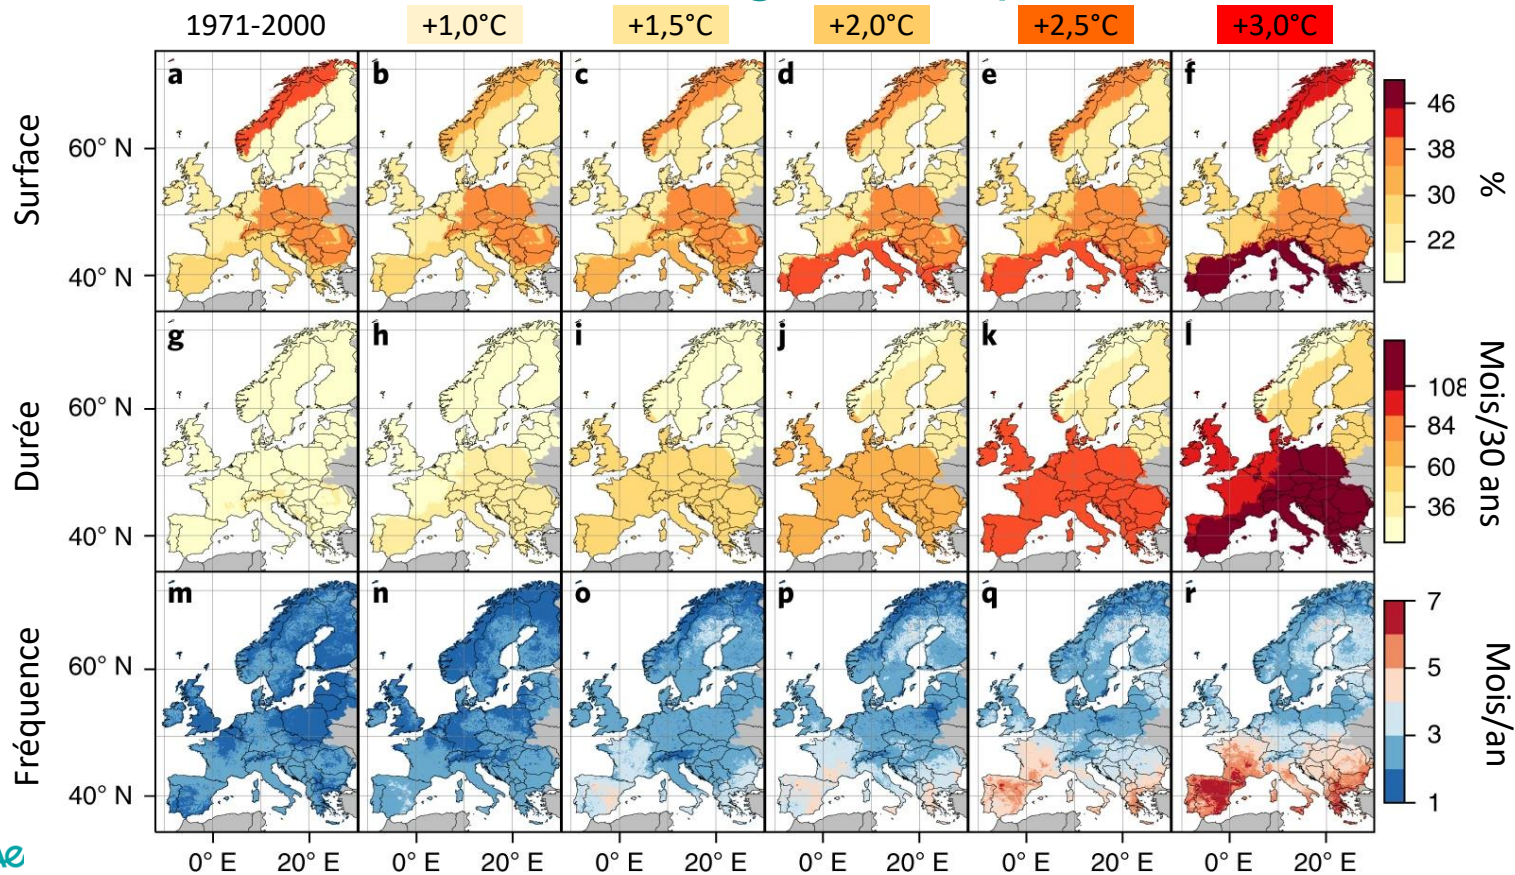 1971-2000 +1,0°C +1,5°C +2,0°C +2,5°C +3,0°C
Surface
60° N
40° N
a b c d e f
46
38
30
22
%
Durée
60° N
40° N
g h i j k l
108
84
60
36
Mois/30 ans
Fréquence
60° N
40° N
m n o p q r
7
5
3
1
Mois/an
0° E 20° E 0° E 20° E 0° E 20° E 0° E 20° E 0° E 20° E 0° E 20° E